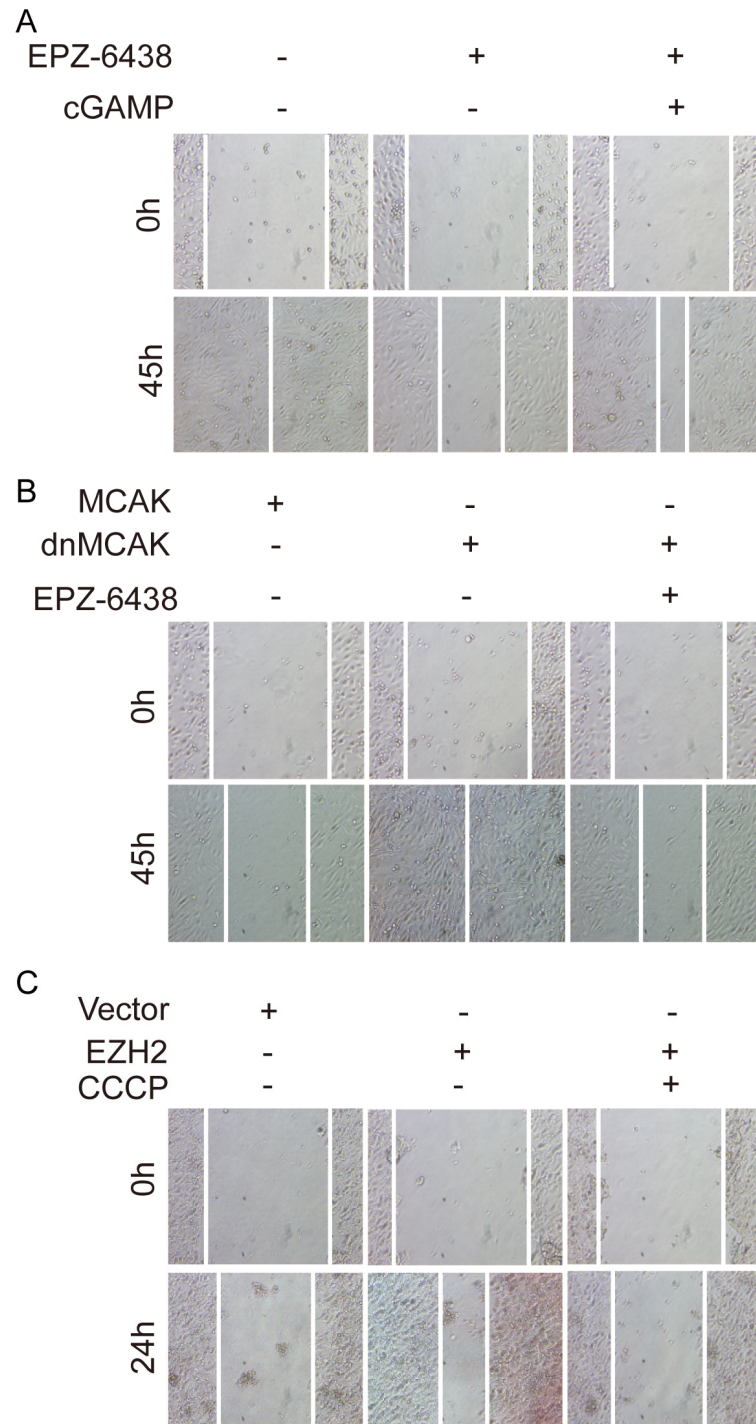 A
EPZ-6438 - + +
cGAMP - - +
0h
45h
B
MCAK + - -
dnMCAK - + +
EPZ-6438 - - +
0h
45h
C
Vector + - -
EZH2 - + +
CCCP - - +
0h
24h